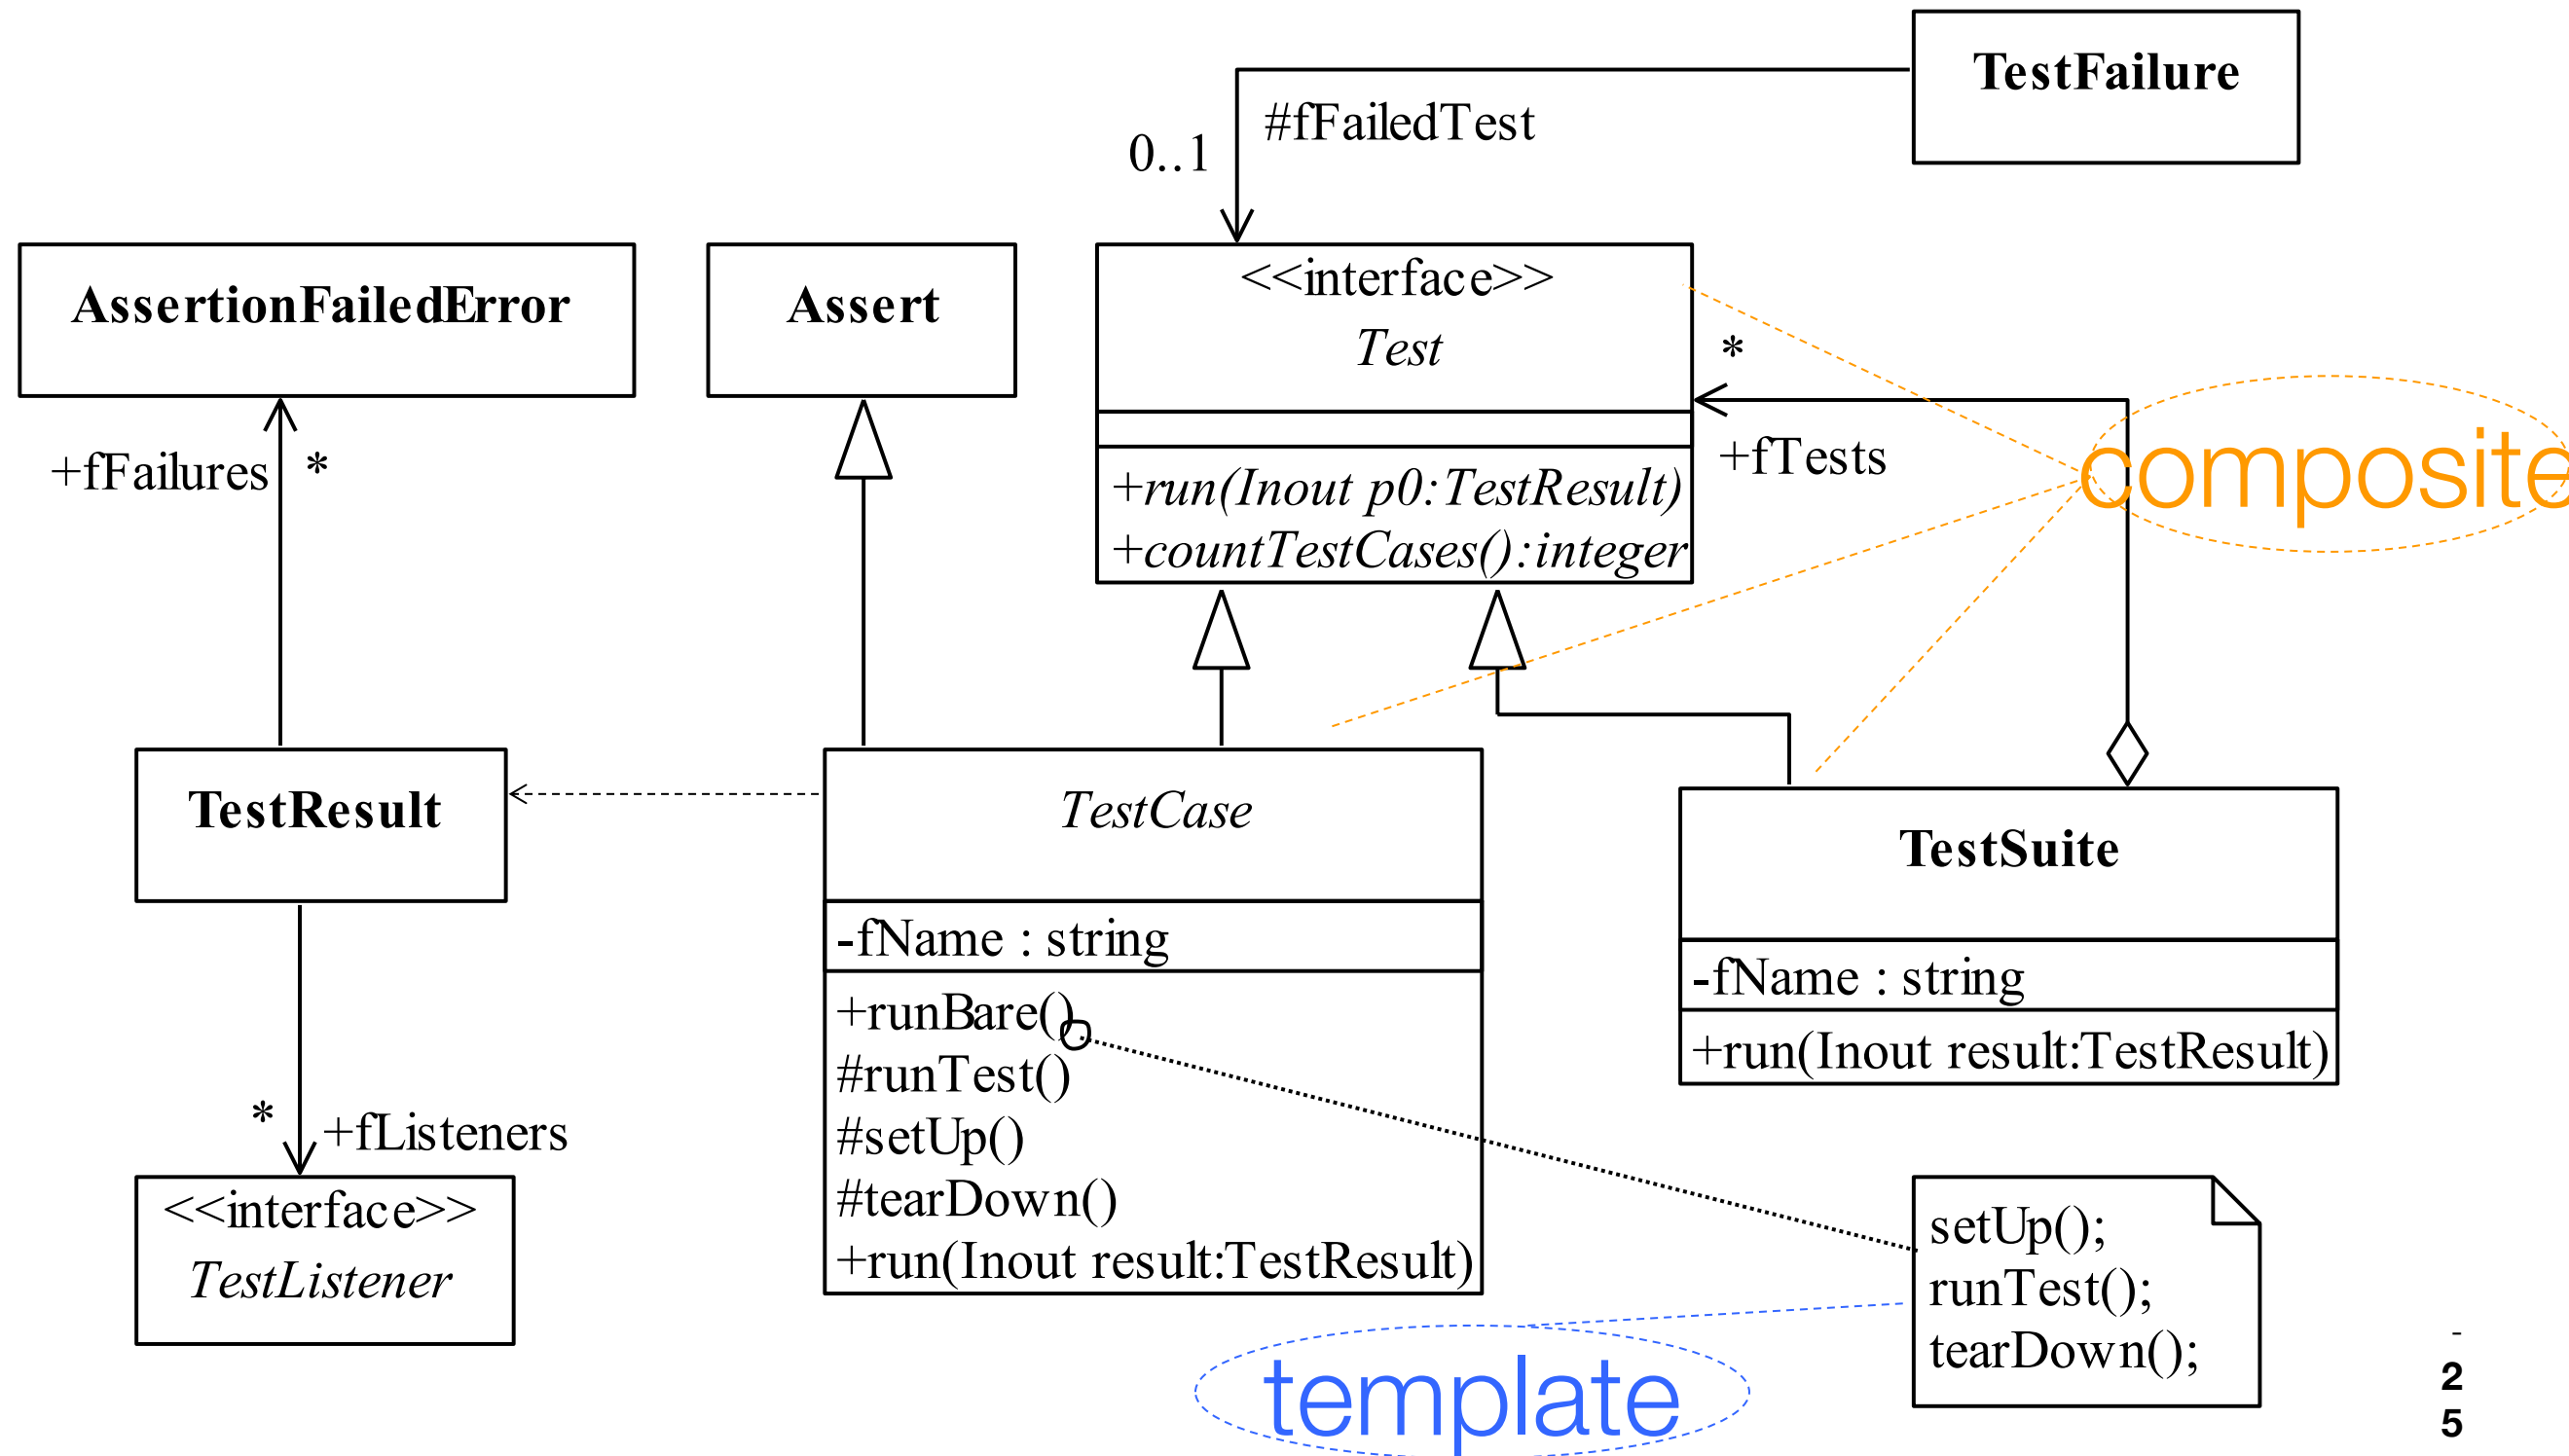 TestFailure
#fFailedTest
0..1
AssertionFailedError
Assert
<<interface>>
Test
+run(Inout p0:TestResult)
+countTestCases():integer
*
+fTests
composite
+fFailures
*
TestResult
TestCase
-fName : string
+runBare()
#runTest()
#setUp()
#tearDown()
+run(Inout result:TestResult)
TestSuite
-fName : string
+run(Inout result:TestResult)
*
+fListeners
<<interface>>
TestListener
setUp();
runTest();
tearDown();
template
-
2
5